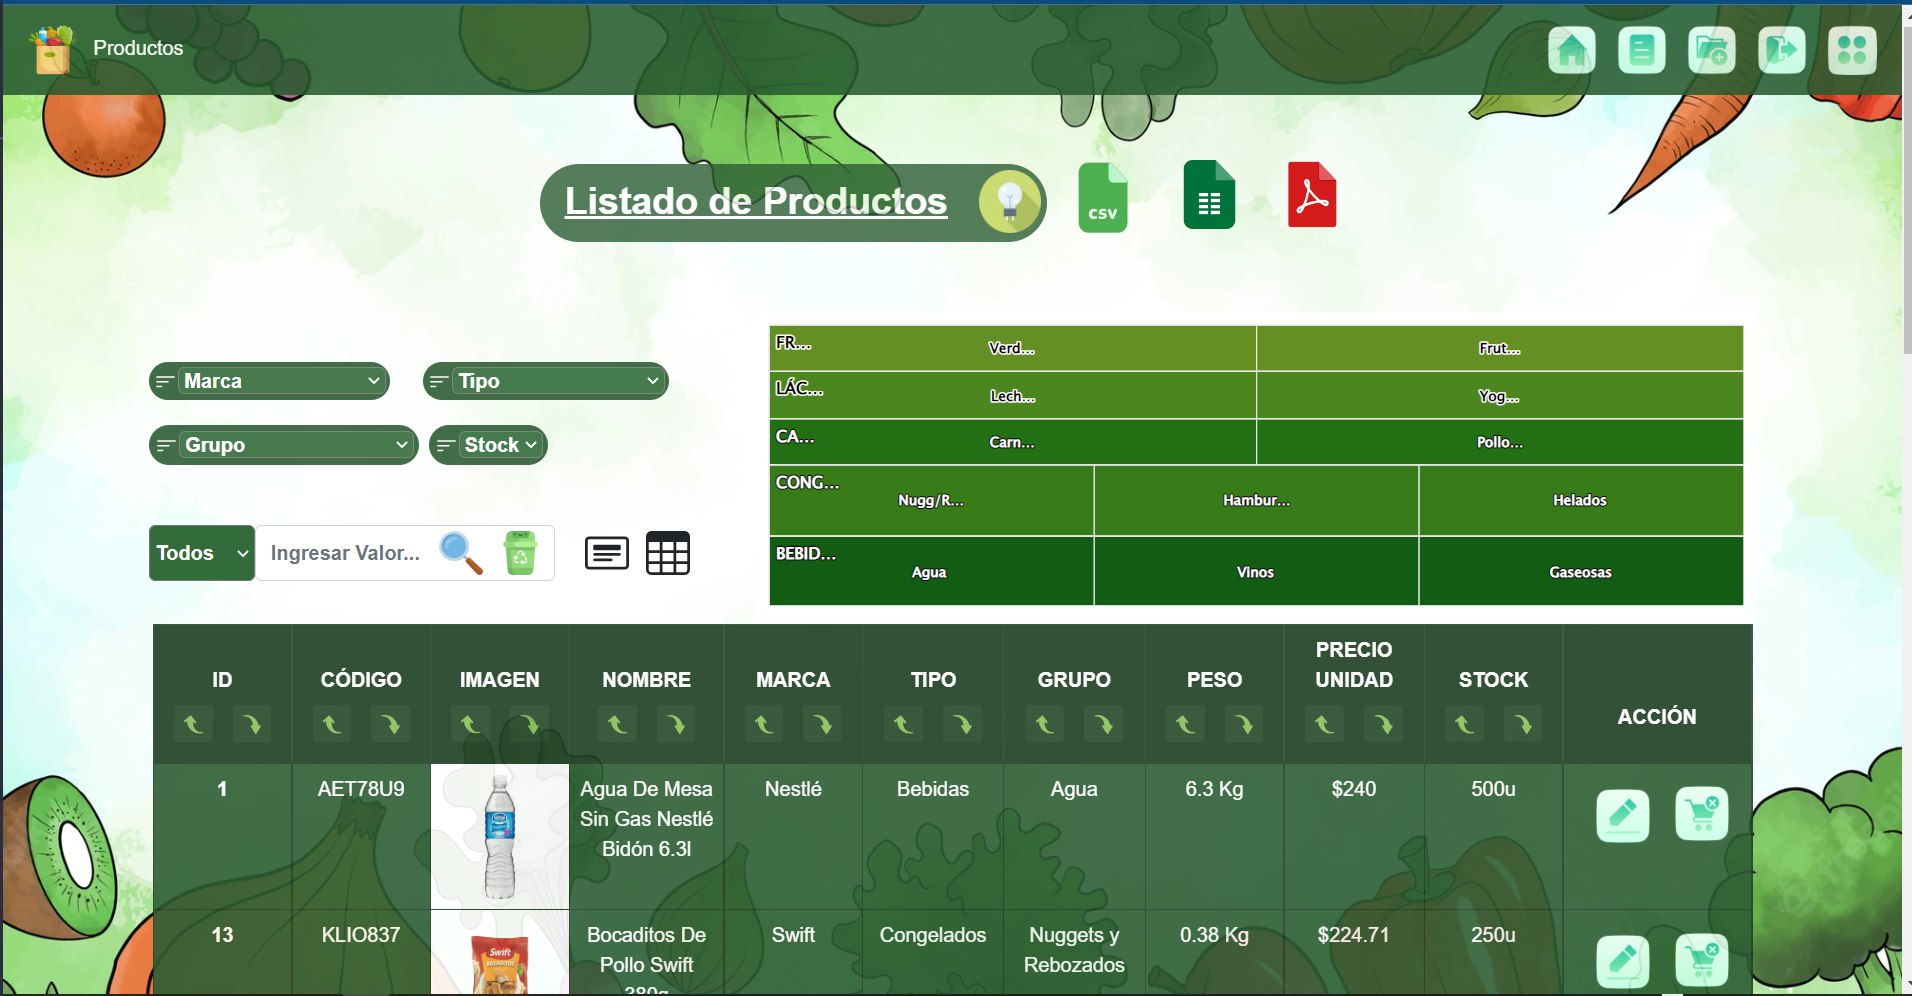 Productos
Listado de Productos
CSV
Marca
Tipo
Grupo
Stock
Todos
Ingresar Valor...
FR...
Verd...
Frut...
LÁC...
Lech...
Yog...
CA...
Carn...
Pollo...
CONG...
Nugg/R...
Hambur...
Helados
BEBID...
Agua
Vinos
Gaseosas
ID
CÓDIGO
IMAGEN
NOMBRE
MARCA
TIPO
GRUPO
PESO
PRECIO
UNIDAD
STOCK
ACCIÓN
1
AET78U9
Agua De Mesa
Sin Gas Nestlé
Bidón 6.3l
Nestlé
Bebidas
Agua
6.3 Kg
$240
500u
13
KLIO837
Swift
BOCADITOS
Bocaditos De
Pollo Swift
380g
Swift
Congelados
Nuggets y
Rebozados
0.38 Kg
$224.71
250u